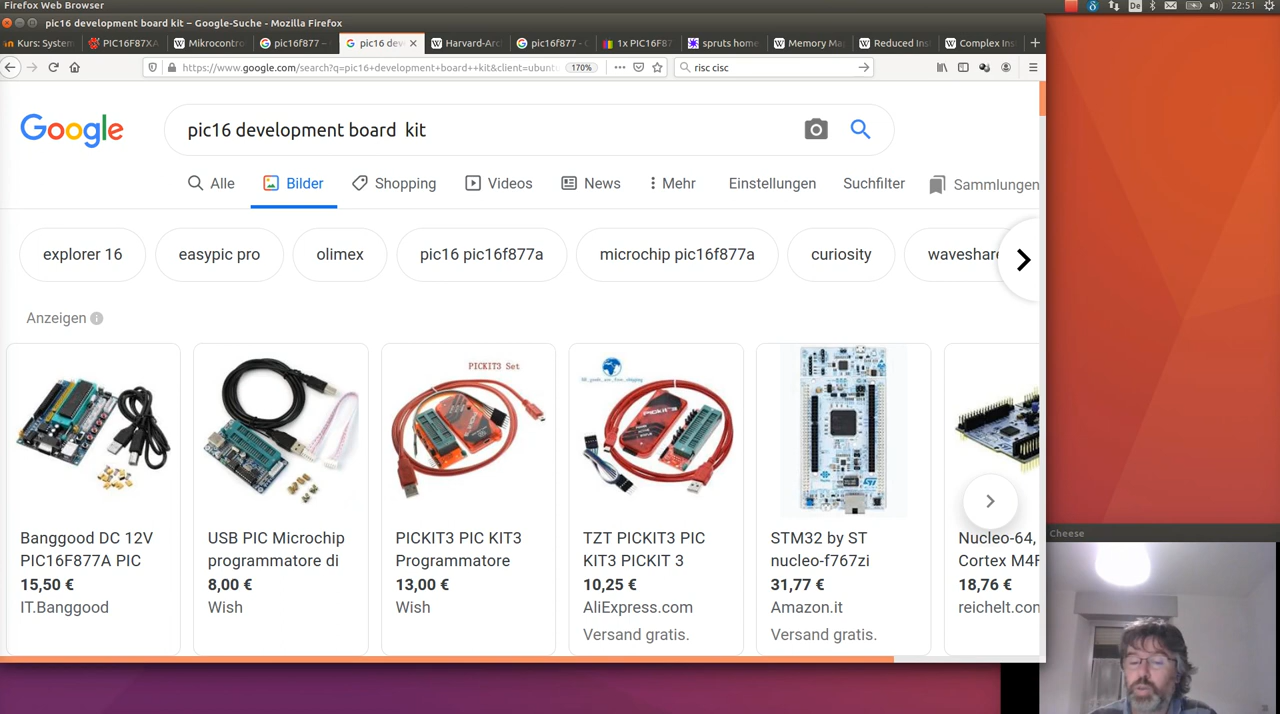 Firefox Web Browser
De
22:51
pic16 development board kit – Google-Suche - Mozilla Firefox
Kurs: System
PIC16F87XA
Mikrocontro
pic16f877 –
pic16 dev
Harvard-Arc
pic16f877 -
1x PIC16F87
spruts home
Memory Ma
Reduced Ins
Complex Ins
https://www.google.com/search?q=pic16+development+board++kit&client=ubuntu
170%
risc cisc
Google
pic16 development board  kit
Alle
Bilder
Shopping
Videos
News
Mehr
Einstellungen
Suchfilter
Sammlungen
explorer 16
easypic pro
olimex
pic16 pic16f877a
microchip pic16f877a
curiosity
waveshare
Anzeigen
PICKIT3 Set
PICKIT3
Banggood DC 12V
PIC16F877A PIC
15,50 €
IT.Banggood
USB PIC Microchip
programmatore di
8,00 €
Wish
PICKIT3 PIC KIT3
Programmatore
13,00 €
Wish
TZT PICKIT3 PIC
KIT3 PICKIT 3
10,25 €
AliExpress.com
Versand gratis.
STM32 by ST
nucleo-f767zi
31,77 €
Amazon.it
Versand gratis.
Nucleo-64,
Cortex M4F
18,76 €
reichelt.com
Cheese